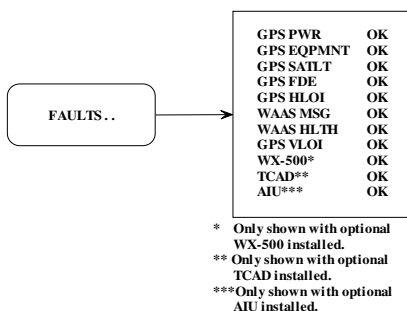 FAULTS . .
GPS PWR OK
GPS EQPMNT OK
GPS SATLT OK
GPS FDE OK
GPS HLOI OK
WAAS MSG OK
WAAS HLTH OK
GPS VLOI OK
WX-500* OK
TCAD** OK
AIU*** OK
* Only shown with optional
WX-500 installed.
** Only shown with optional
TCAD installed.
***Only shown with optional
AIU installed.